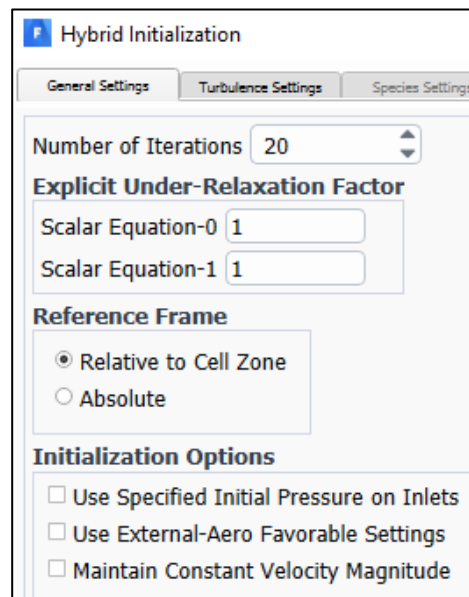 F Hybrid Initialization
General Settings Turbulence Settings Species Settings
Number of Iterations 20
Explicit Under-Relaxation Factor
Scalar Equation-0 1
Scalar Equation-1 1
Reference Frame
Relative to Cell Zone
Absolute
Initialization Options
Use Specified Initial Pressure on Inlets
Use External-Aero Favorable Settings
Maintain Constant Velocity Magnitude